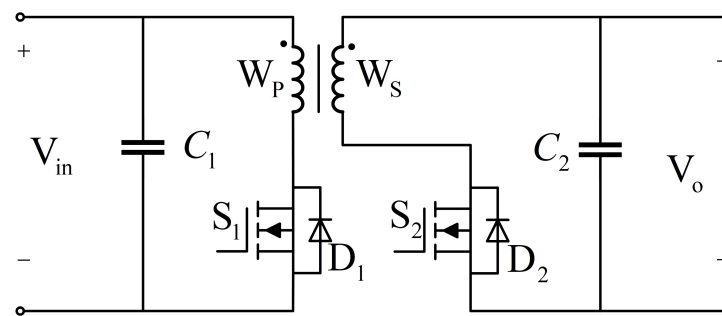 +
W_P
W_S
V_in
C_1
C_2
V_o
S_1
S_2
D_1
D_2
−